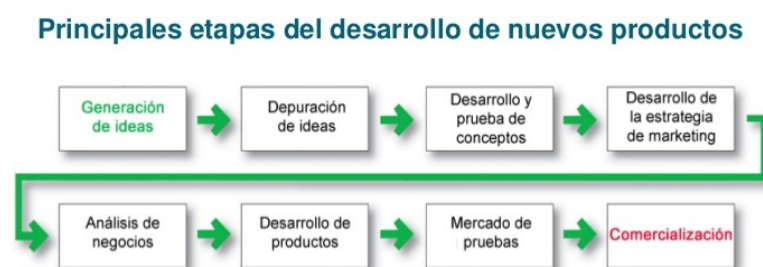 Principales etapas del desarrollo de nuevos productos
Generación
de ideas
Depuración
de ideas
Desarrollo y
prueba de
conceptos
Desarrollo de
la estrategia
de marketing
Análisis de
negocios
Desarrollo de
productos
Mercado de
pruebas
Comercialización